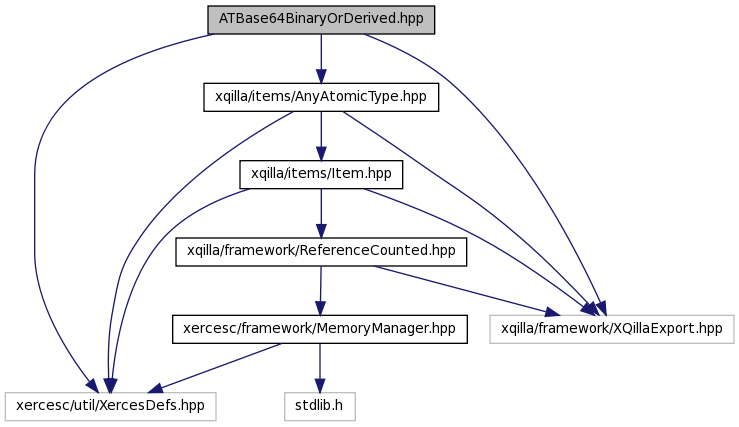 ATBase64BinaryOrDerived.hpp
xqilla/items/AnyAtomicType.hpp
xqilla/items/Item.hpp
xqilla/framework/ReferenceCounted.hpp
xercesc/framework/MemoryManager.hpp
xqilla/framework/XQillaExport.hpp
xercesc/util/XercesDefs.hpp
stdlib.h